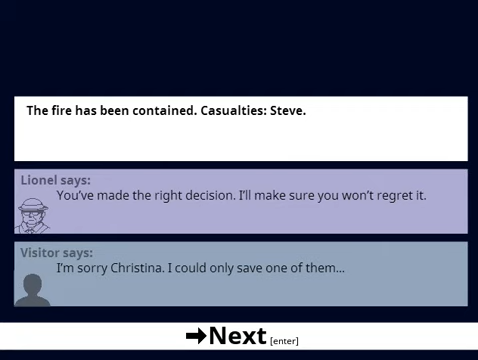 The fire has been contained. Casualties: Steve.
Lionel says:
You’ve made the right decision. I’ll make sure you won’t regret it.
Visitor says:
I’m sorry Christina. I could only save one of them...
➡Next [enter]